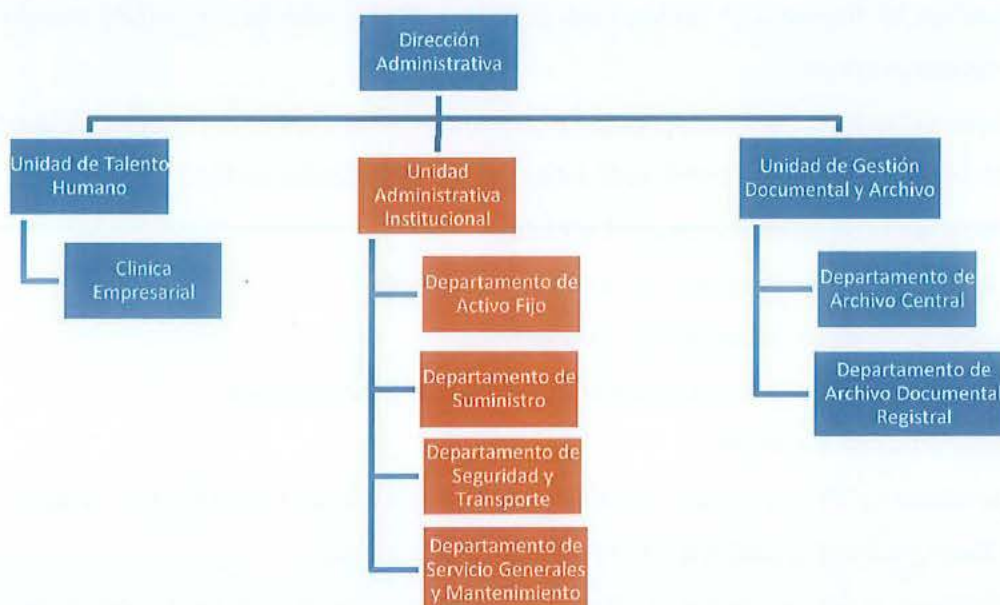 Dirección
Administrativa
Unidad de Talento
Humano
Clinica
Empresarial
Unidad
Administrativa
Institucional
Departamento de
Activo Fijo
Departamento de
Suministro
Departamento de
Seguridad y
Transporte
Departamento de
Servicio Generales
y Mantenimiento
Unidad de Gestión
Documental y Archivo
Departamento de
Archivo Central
Departamento de
Archivo Documental
Registral